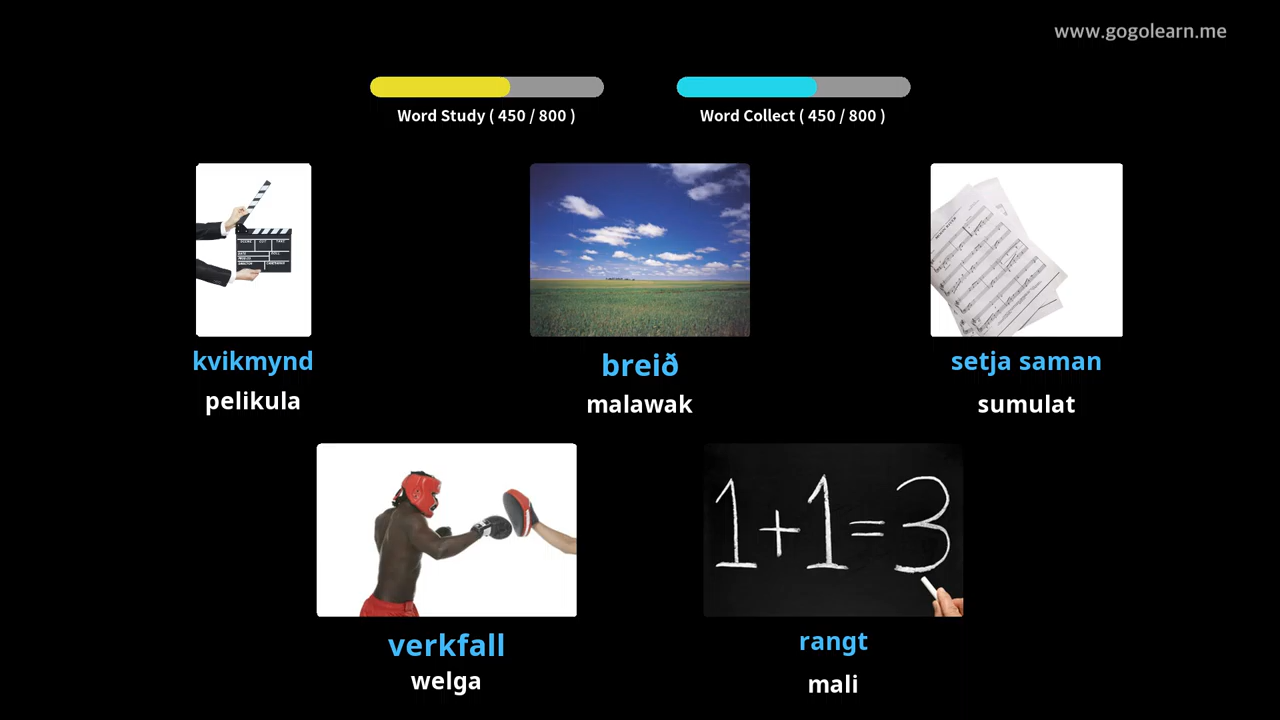 www.gogolearn.me
Word Study ( 450 / 800 )
Word Collect ( 450 / 800 )
kvikmynd
pelikula
breið
malawak
setja saman
sumulat
1+1=3
verkfall
welga
rangt
mali